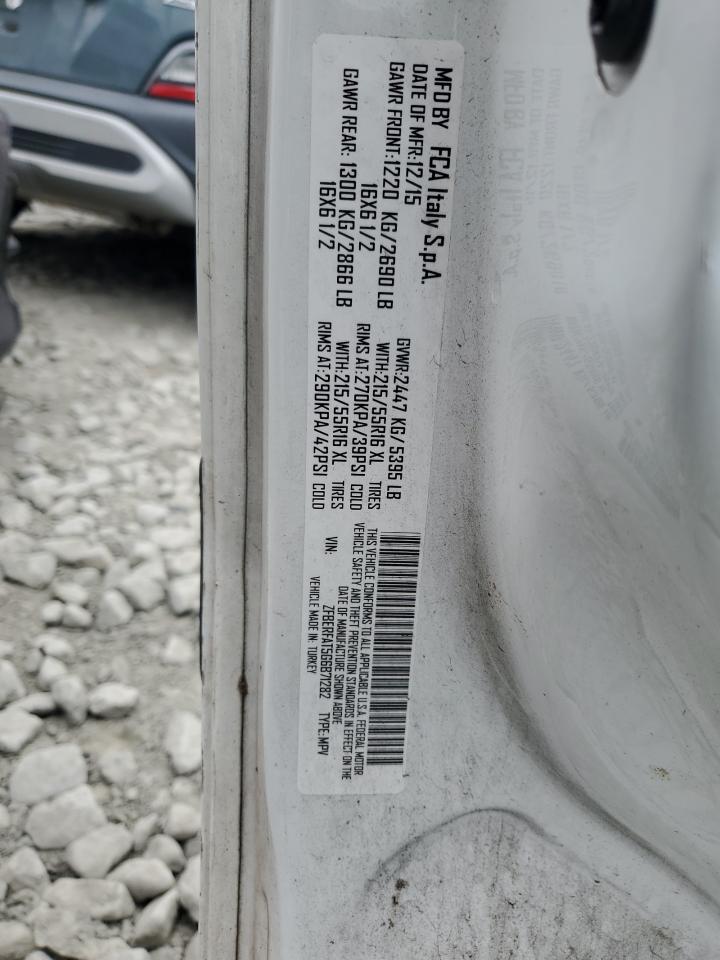 MFD BY FCA Italy S.p.A.
DATE OF MFR:12/15 GVWR:2447 KG/5395 LB
GAWR FRONT:1220 KG/2690 LB WITH:215/55R16 XL TIRES
16X6 1/2 RIMS AT:270KPA/39PSI COLD
GAWR REAR: 1300 KG/2866 LB WITH:215/55R16 XL TIRES
16X6 1/2 RIMS AT:290KPA/42PSI COLD
THIS VEHICLE CONFORMS TO ALL APPLICABLE U.S.A. FEDERAL MOTOR
VEHICLE SAFETY AND THEFT PREVENTION STANDARDS IN EFFECT ON THE
DATE OF MANUFACTURE SHOWN ABOVE
VIN: ZFBERFAT5G6B71282 TYPE:MPV
VEHICLE MADE IN: TURKEY